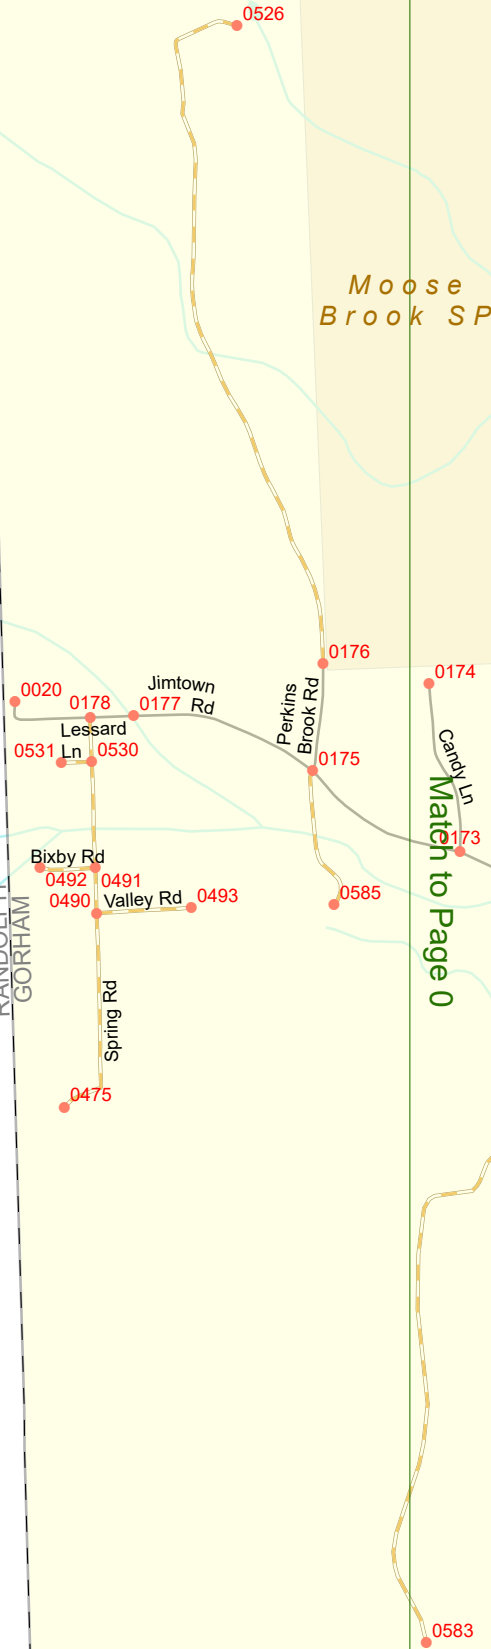 0526
Moose
Brook SP
0176
0174
0020
Jimtown
Rd
0178
0177
Perkins
Brook Rd
Lessard
Ln
0531
0530
0175
Candy Ln
Match to Page 0
0173
Bixby Rd
0492
0491
0490
Valley Rd
0493
0585
RANDOLPH
GORHAM
Spring Rd
0475
0583